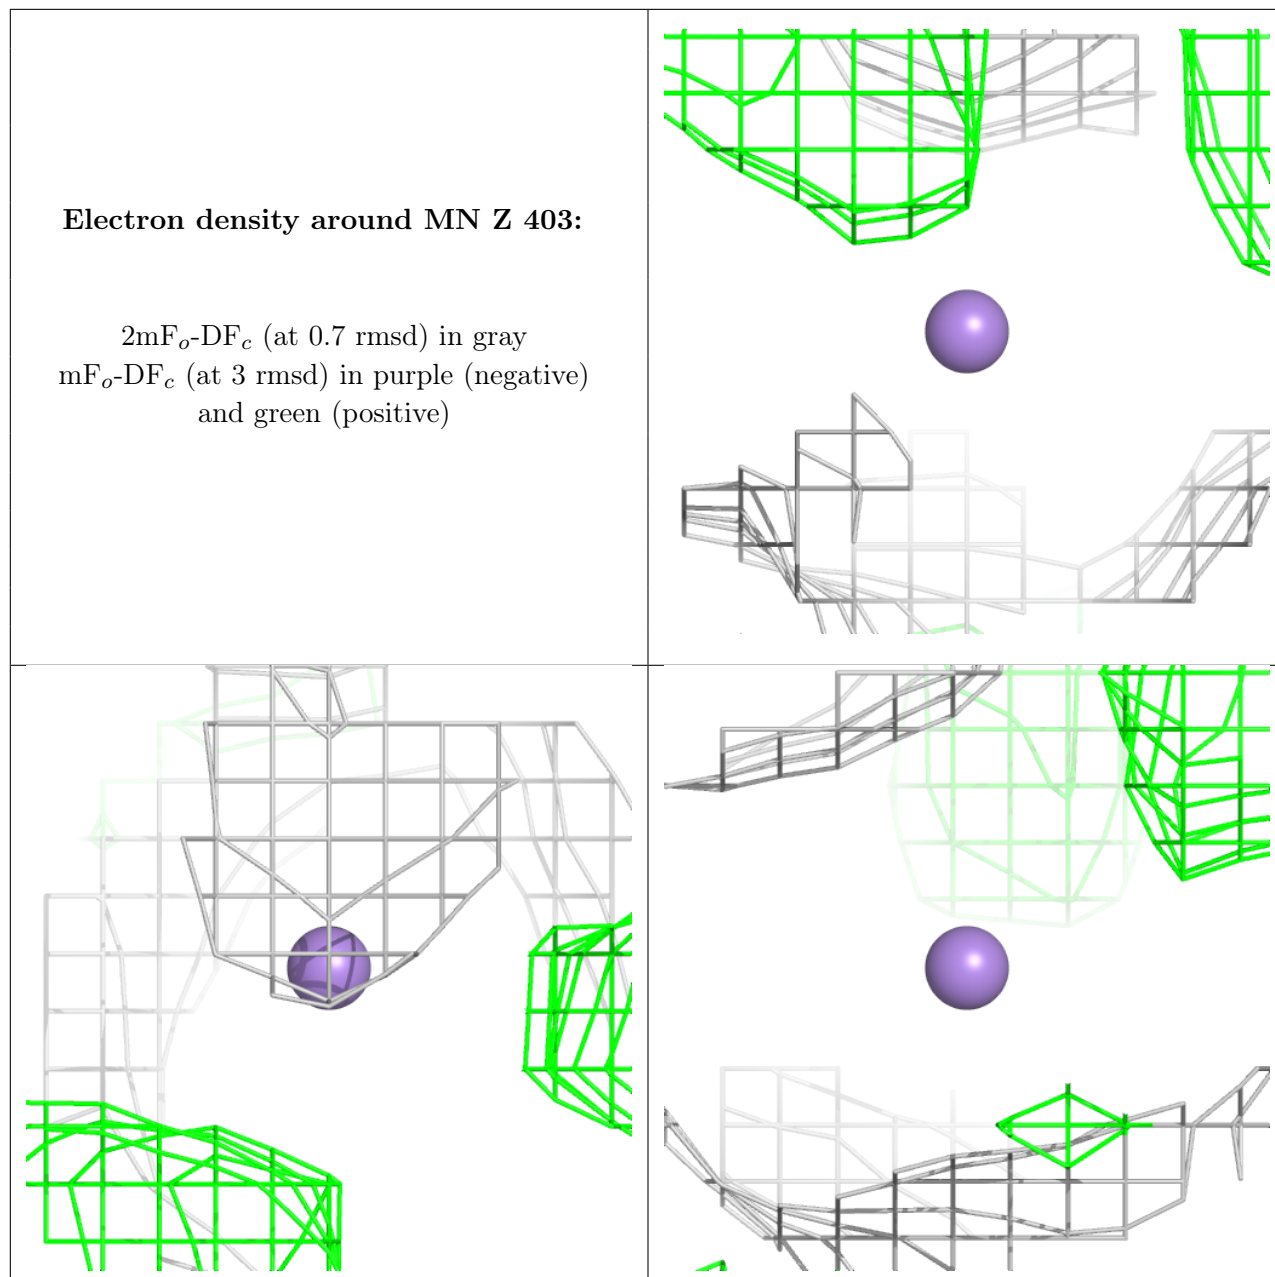 Electron density around MN Z 403:
2mFo-DFc (at 0.7 rmsd) in gray
mFo-DFc (at 3 rmsd) in purple (negative)
and green (positive)